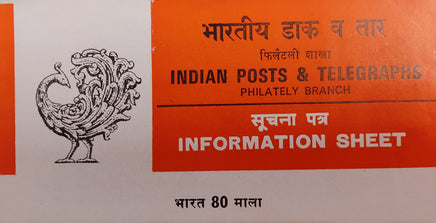 भारतीय डाक व तार
फिलैटली शाखा
INDIAN POSTS & TELEGRAPHS
PHILATELY BRANCH
सूचना पत्र
INFORMATION SHEET
भारत 80 माला